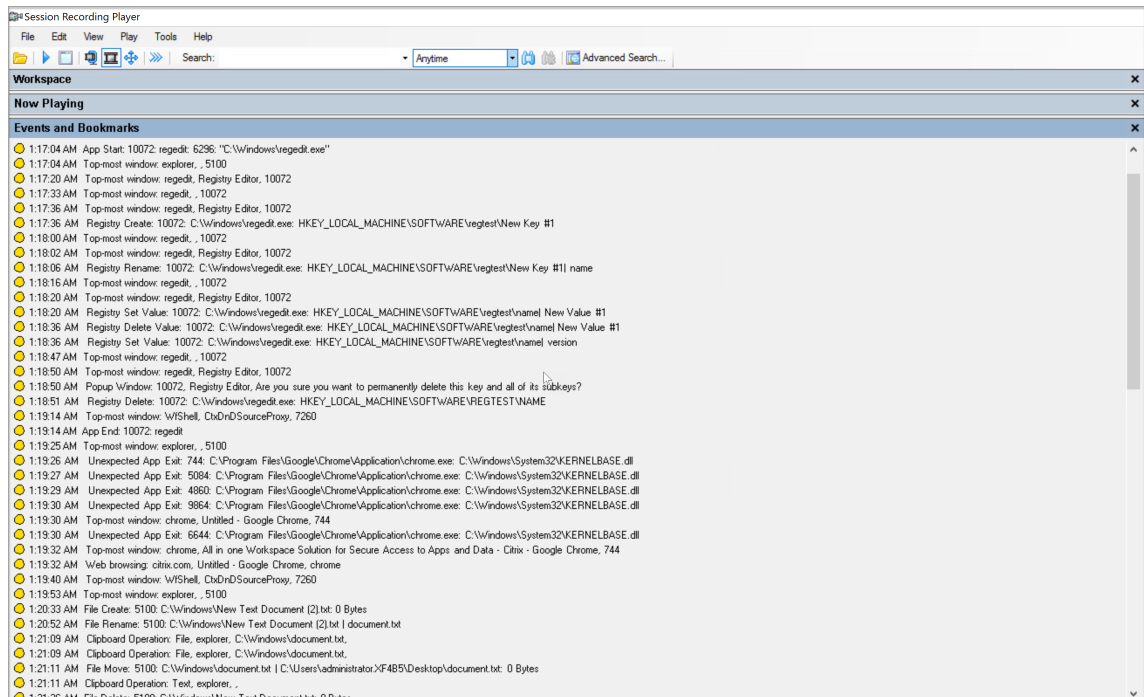 Session Recording Player
File Edit View Play Tools Help
Search: Anytime Advanced Search...
Workspace
Now Playing
Events and Bookmarks
1:17:04 AM App Start: 10072: regedit: 6296: "C:\Windows\regedit.exe"
1:17:04 AM Top-most window: explorer, , 5100
1:17:20 AM Top-most window: regedit, Registry Editor, 10072
1:17:33 AM Top-most window: regedit, , 10072
1:17:36 AM Top-most window: regedit, Registry Editor, 10072
1:17:36 AM Registry Create: 10072: C:\Windows\regedit.exe: HKEY_LOCAL_MACHINE\SOFTWARE\regtest\New Key #1
1:18:00 AM Top-most window: regedit, , 10072
1:18:02 AM Top-most window: regedit, Registry Editor, 10072
1:18:06 AM Registry Rename: 10072: C:\Windows\regedit.exe: HKEY_LOCAL_MACHINE\SOFTWARE\regtest\New Key #1| name
1:18:16 AM Top-most window: regedit, , 10072
1:18:20 AM Top-most window: regedit, Registry Editor, 10072
1:18:20 AM Registry Set Value: 10072: C:\Windows\regedit.exe: HKEY_LOCAL_MACHINE\SOFTWARE\regtest\name| New Value #1
1:18:36 AM Registry Delete Value: 10072: C:\Windows\regedit.exe: HKEY_LOCAL_MACHINE\SOFTWARE\regtest\name| New Value #1
1:18:36 AM Registry Set Value: 10072: C:\Windows\regedit.exe: HKEY_LOCAL_MACHINE\SOFTWARE\regtest\name| version
1:18:47 AM Top-most window: regedit, , 10072
1:18:50 AM Top-most window: regedit, Registry Editor, 10072
1:18:50 AM Popup Window: 10072, Registry Editor, Are you sure you want to permanently delete this key and all of its subkeys?
1:18:51 AM Registry Delete: 10072: C:\Windows\regedit.exe: HKEY_LOCAL_MACHINE\SOFTWARE\REGTEST\NAME
1:19:14 AM Top-most window: WfShell, CtxDnDSourceProxy, 7260
1:19:14 AM App End: 10072: regedit
1:19:25 AM Top-most window: explorer, , 5100
1:19:26 AM Unexpected App Exit: 744: C:\Program Files\Google\Chrome\Application\chrome.exe: C:\Windows\System32\KERNELBASE.dll
1:19:27 AM Unexpected App Exit: 5084: C:\Program Files\Google\Chrome\Application\chrome.exe: C:\Windows\System32\KERNELBASE.dll
1:19:29 AM Unexpected App Exit: 4860: C:\Program Files\Google\Chrome\Application\chrome.exe: C:\Windows\System32\KERNELBASE.dll
1:19:30 AM Unexpected App Exit: 9864: C:\Program Files\Google\Chrome\Application\chrome.exe: C:\Windows\System32\KERNELBASE.dll
1:19:30 AM Top-most window: chrome, Untitled - Google Chrome, 744
1:19:30 AM Unexpected App Exit: 6644: C:\Program Files\Google\Chrome\Application\chrome.exe: C:\Windows\System32\KERNELBASE.dll
1:19:32 AM Top-most window: chrome, All in one Workspace Solution for Secure Access to Apps and Data - Citrix - Google Chrome, 744
1:19:32 AM Web browsing: citrix.com, Untitled - Google Chrome, chrome
1:19:40 AM Top-most window: WfShell, CtxDnDSourceProxy, 7260
1:19:53 AM Top-most window: explorer, , 5100
1:20:33 AM File Create: 5100: C:\Windows\New Text Document (2).txt: 0 Bytes
1:20:52 AM File Rename: 5100: C:\Windows\New Text Document (2).txt | document.txt
1:21:09 AM Clipboard Operation: File, explorer, C:\Windows\document.txt,
1:21:09 AM Clipboard Operation: File, explorer, C:\Windows\document.txt,
1:21:11 AM File Move: 5100: C:\Windows\document.txt | C:\Users\administrator.XF4B5\Desktop\document.txt: 0 Bytes
1:21:11 AM Clipboard Operation: Text, explorer, ,